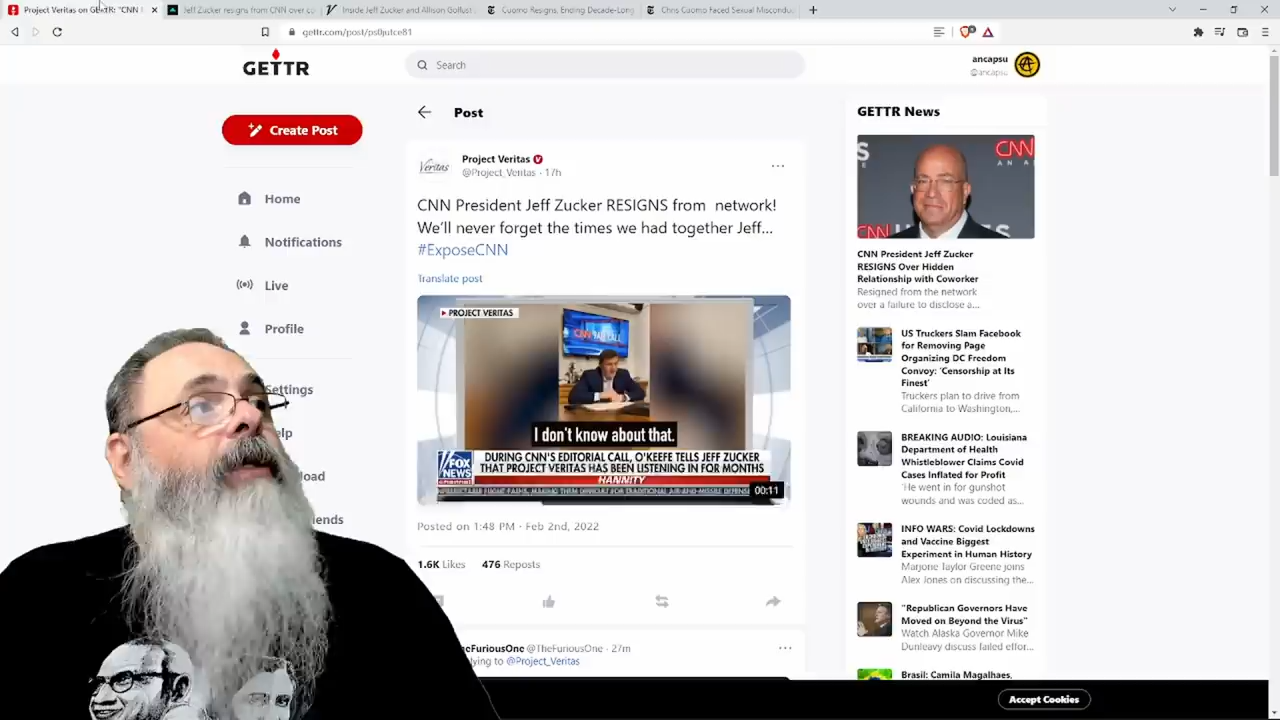 Project Veritas on GETTR: "CNN
Jeff Zucker resigns from CNN over
Inside Jeff Zucker and Allison Gollust
Cuomo Resigns, Ending Decade-Long
Chris Cuomo Faced Sexual Miscondu
gettr.com/post/ps0jutce81
GETTR
Search
ancapsu
@ancapsu
Create Post
Home
Notifications
Live
Profile
Settings
Post
Project Veritas
@Project_Veritas · 17h
CNN President Jeff Zucker RESIGNS from network!
We'll never forget the times we had together Jeff...
#ExposeCNN
Translate post
Veritas
PROJECT VERITAS
I don't know about that.
FOX
NEWS
channel
DURING CNN'S EDITORIAL CALL, O'KEEFE TELLS JEFF ZUCKER
THAT PROJECT VERITAS HAS BEEN LISTENING IN FOR MONTHS
HANNITY
00:11
Posted on 1:48 PM · Feb 2nd, 2022
1.6K Likes 476 Reposts
@TheFuriousOne · 27m
@Project_Veritas
GETTR News
CNN
CNN
CNN President Jeff Zucker
RESIGNS Over Hidden
Relationship with Coworker
Resigned from the network
over a failure to disclose a...
US Truckers Slam Facebook
for Removing Page
Organizing DC Freedom
Convoy: 'Censorship at Its
Finest'
Truckers plan to drive from
California to Washington,...
BREAKING AUDIO: Louisiana
Department of Health
Whistleblower Claims Covid
Cases Inflated for Profit
"He went in for gunshot
wounds and was coded as...
INFO WARS: Covid Lockdowns
and Vaccine Biggest
Experiment in Human History
Marjorie Taylor Greene joins
Alex Jones on discussing the...
"Republican Governors Have
Moved on Beyond the Virus"
Watch Alaska Governor Mike
Dunleavy discuss failed effor...
Brasil: Camila Magalhaes,
Accept Cookies